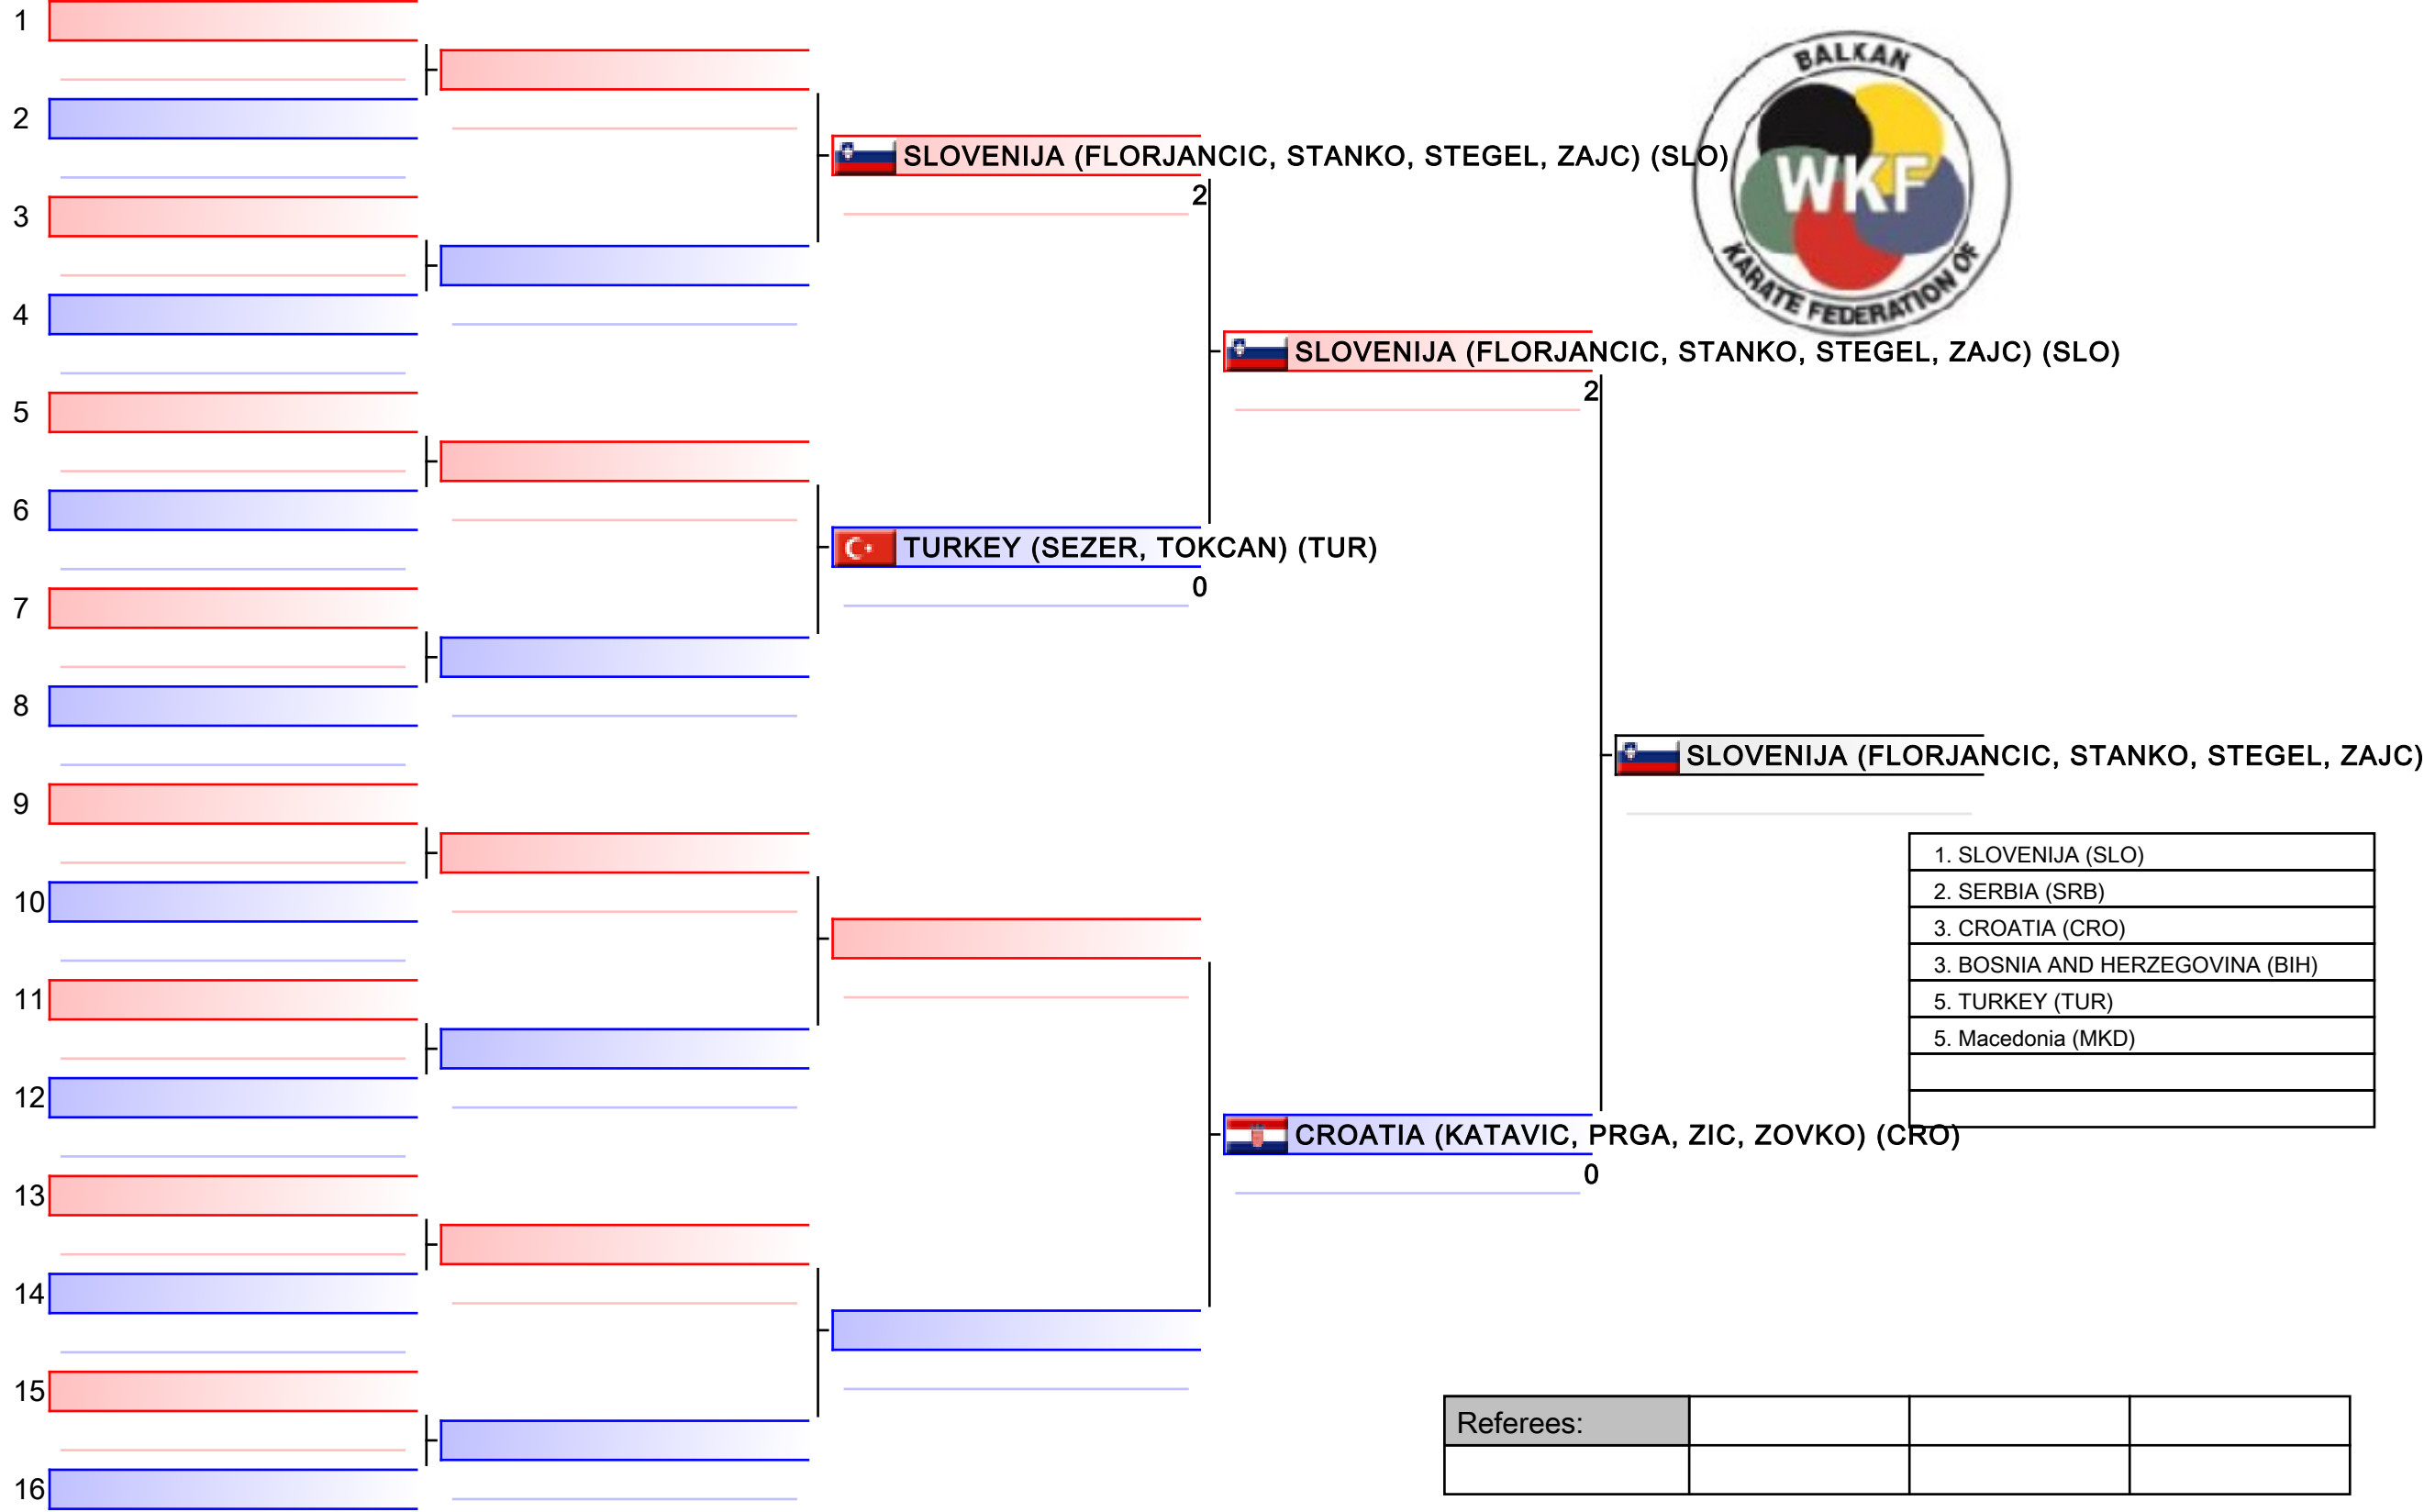 1
2
3
4
5
6
7
8
9
10
11
12
13
14
15
16
SLOVENIJA (FLORJANCIC, STANKO, STEGEL, ZAJC) (SLO)
2
TURKEY (SEZER, TOKCAN) (TUR)
0
BALKAN
WKF
KARATE FEDERATION OF
SLOVENIJA (FLORJANCIC, STANKO, STEGEL, ZAJC) (SLO)
2
CROATIA (KATAVIC, PRGA, ZIC, ZOVKO) (CRO)
0
SLOVENIJA (FLORJANCIC, STANKO, STEGEL, ZAJC)
1. SLOVENIJA (SLO)
2. SERBIA (SRB)
3. CROATIA (CRO)
3. BOSNIA AND HERZEGOVINA (BIH)
5. TURKEY (TUR)
5. Macedonia (MKD)
Referees: